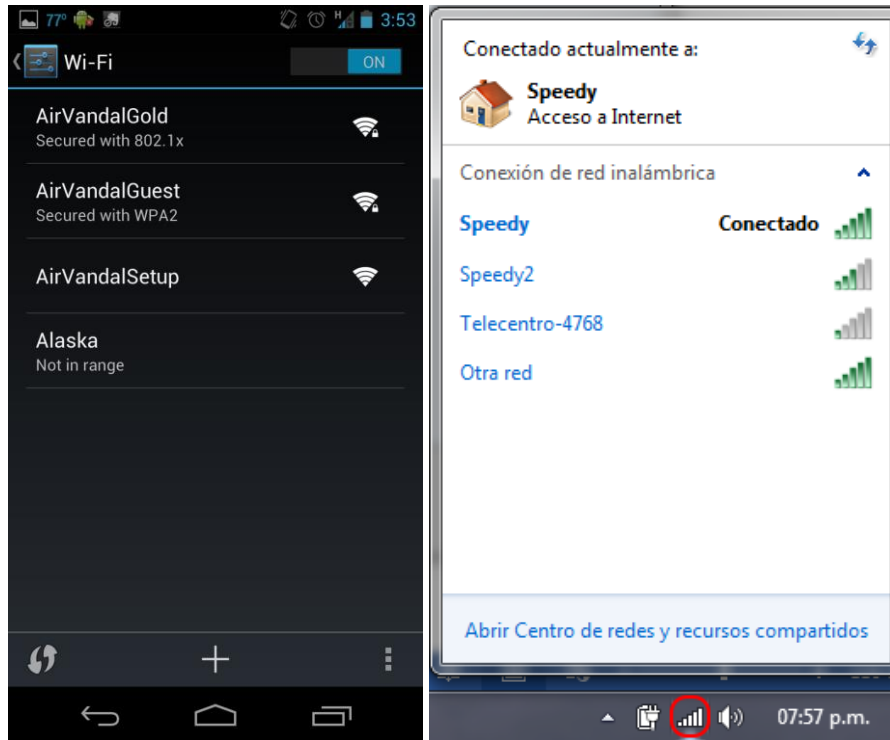 77° H 3:53
Wi-Fi ON
AirVandalGold
Secured with 802.1x
AirVandalGuest
Secured with WPA2
AirVandalSetup
Alaska
Not in range
Conectado actualmente a:
Speedy
Acceso a Internet
Conexión de red inalámbrica
Speedy Conectado
Speedy2
Telecentro-4768
Otra red
Abrir Centro de redes y recursos compartidos
07:57 p.m.